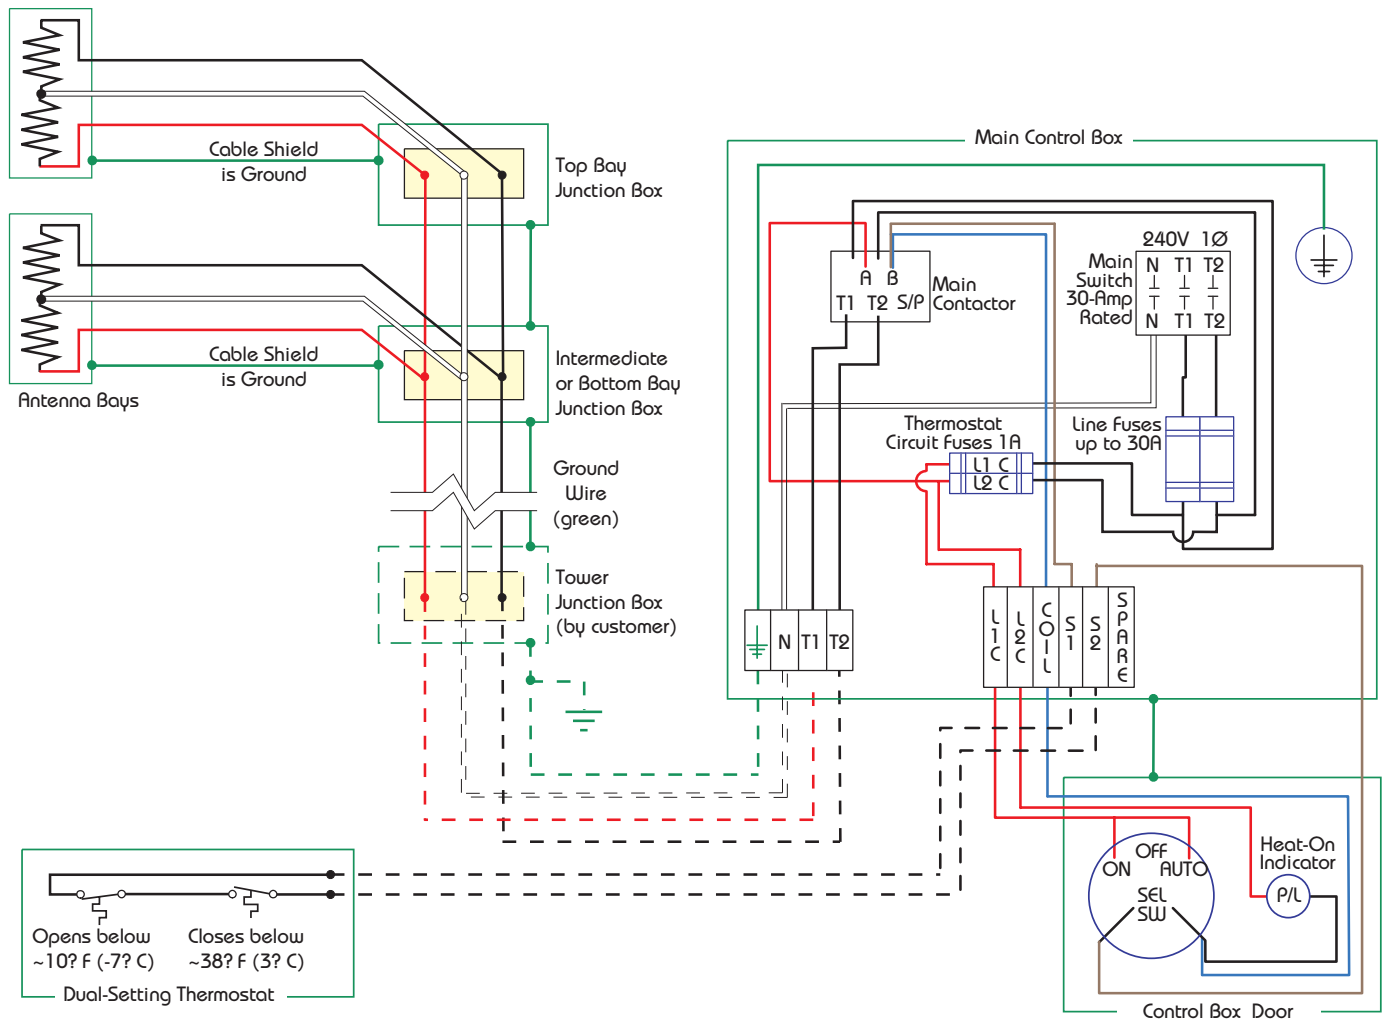 Cable Shield
is Ground
Top Bay
Junction Box
Cable Shield
is Ground
Intermediate
or Bottom Bay
Junction Box
Antenna Bays
Ground
Wire
(green)
Tower
Junction Box
(by customer)
Main Control Box
240V 1Ø
Main
Switch
30-Amp
Rated
N T1 T2
N T1 T2
A B
T1 T2 S/P
Main
Contactor
Thermostat
Circuit Fuses 1A
L1 C
L2 C
Line Fuses
up to 30A
N T1 T2
L1C
L2C
COIL
S1
S2
SPARE
Heat-On
Indicator
P/L
OFF
ON AUTO
SEL
SW
Control Box Door
Opens below
~10? F (-7? C)
Closes below
~38? F (3? C)
Dual-Setting Thermostat